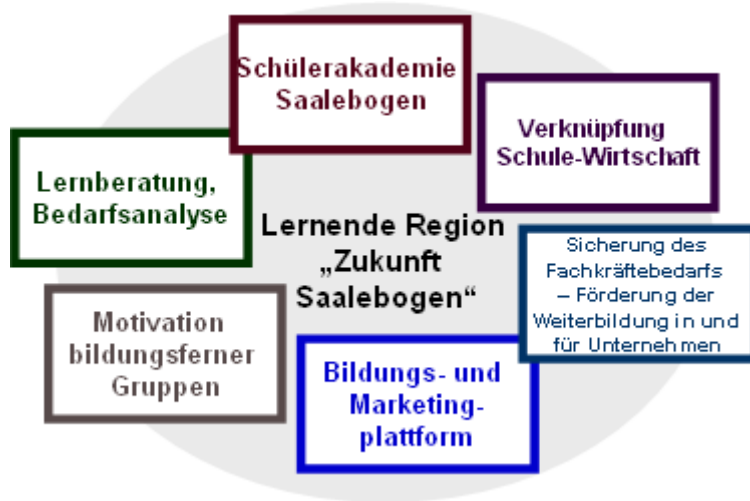 Schülerakademie
Saalebogen
Verknüpfung
Schule-Wirtschaft
Lernberatung,
Bedarfsanalyse
Lernende Region
„Zukunft
Saalebogen“
Sicherung des
Fachkräftebedarfs
– Förderung der
Weiterbildung in und
für Unternehmen
Motivation
bildungsferner
Gruppen
Bildungs- und
Marketing-
plattform